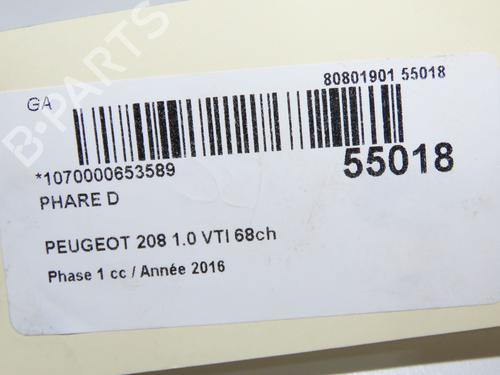 B-PARTS
GA
80801901 55018
*1070000653589
55018
PHARE D
PEUGEOT 208 1.0 VTI 68ch
Phase 1 cc / Année 2016